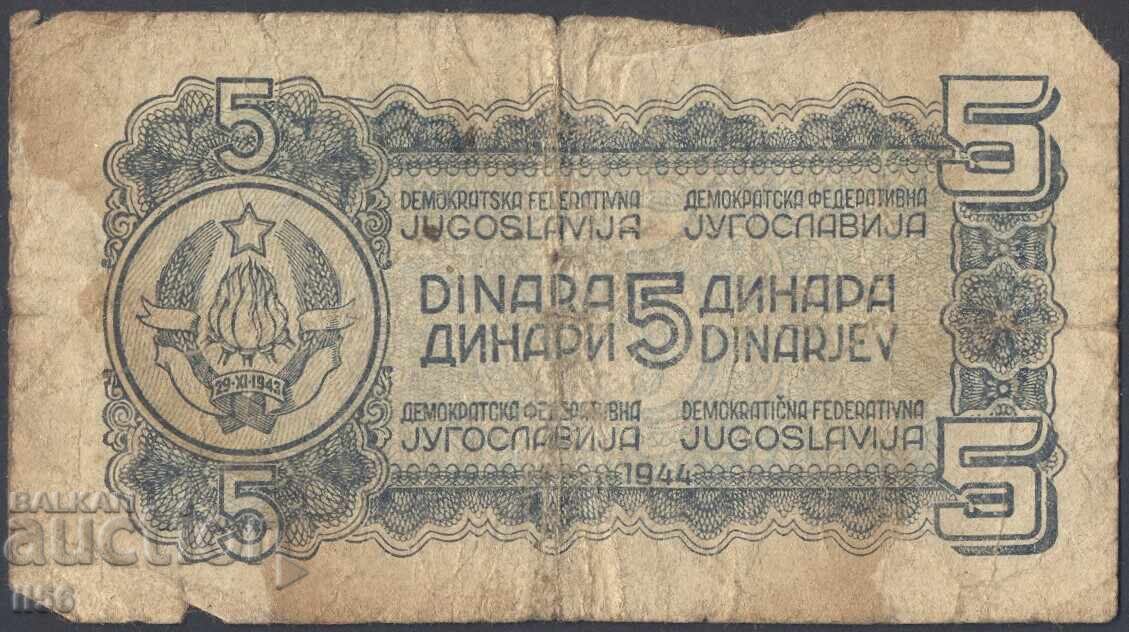 5
5
DEMOKRATSKA FEDERATIVNA
JUGOSLAVIJA
ДЕМОКРАТСКА ФЕДЕРАТИВНА
ЈУГОСЛАВИЈА
DINARA 5 ДИНАРА
ДИНАРИ DINARJEV
29·XI·1943
ДЕМОКРАТСКА ФЕДЕРАТИВНА
ЈУГОСЛАВИЈА
DEMOKRATIČNA FEDERATIVNA
JUGOSLAVIJA
1944
5
5
BALKAN
auction
1156